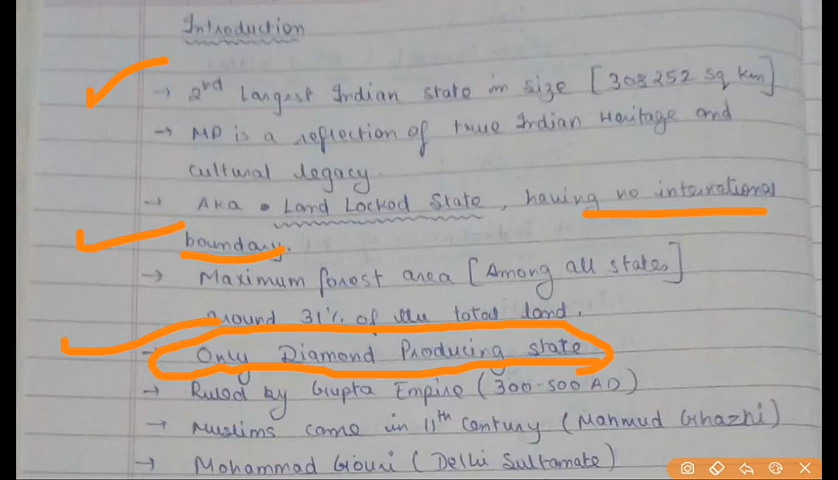 Introduction
→ 2nd Largest Indian state in size [308252 sq km]
→ MP is a reflection of true Indian Heritage and
cultural legacy
→ AKA • Land Locked State, having no international
boundary.
→ Maximum forest area [Among all states]
around 31% of the total land.
→ Only Diamond Producing state
→ Ruled by Gupta Empire (300-500 AD)
→ Muslims came in 11th Century (Mahmud Ghazni)
→ Mohammad Giouri (Delhi Sultanate)